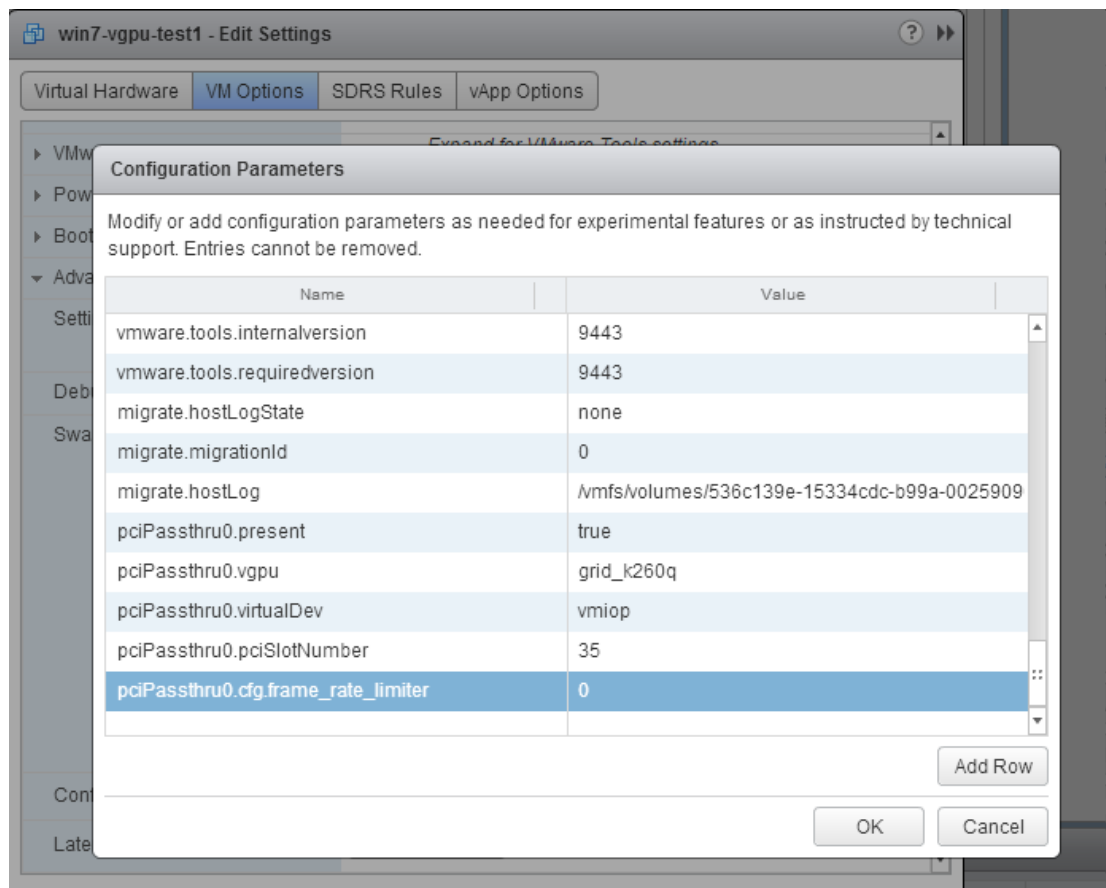 win7-vgpu-test1 - Edit Settings
?
Virtual Hardware VM Options SDRS Rules vApp Options
Expand for VMware Tools settings
VMw
Pow
Boot
Adva
Setti
Debu
Swa
Conf
Late
Configuration Parameters
Modify or add configuration parameters as needed for experimental features or as instructed by technical
support. Entries cannot be removed.
Name Value
vmware.tools.internalversion 9443
vmware.tools.requiredversion 9443
migrate.hostLogState none
migrate.migrationId 0
migrate.hostLog /vmfs/volumes/536c139e-15334cdc-b99a-0025909
pciPassthru0.present true
pciPassthru0.vgpu grid_k260q
pciPassthru0.virtualDev vmiop
pciPassthru0.pciSlotNumber 35
pciPassthru0.cfg.frame_rate_limiter 0
Add Row
OK Cancel